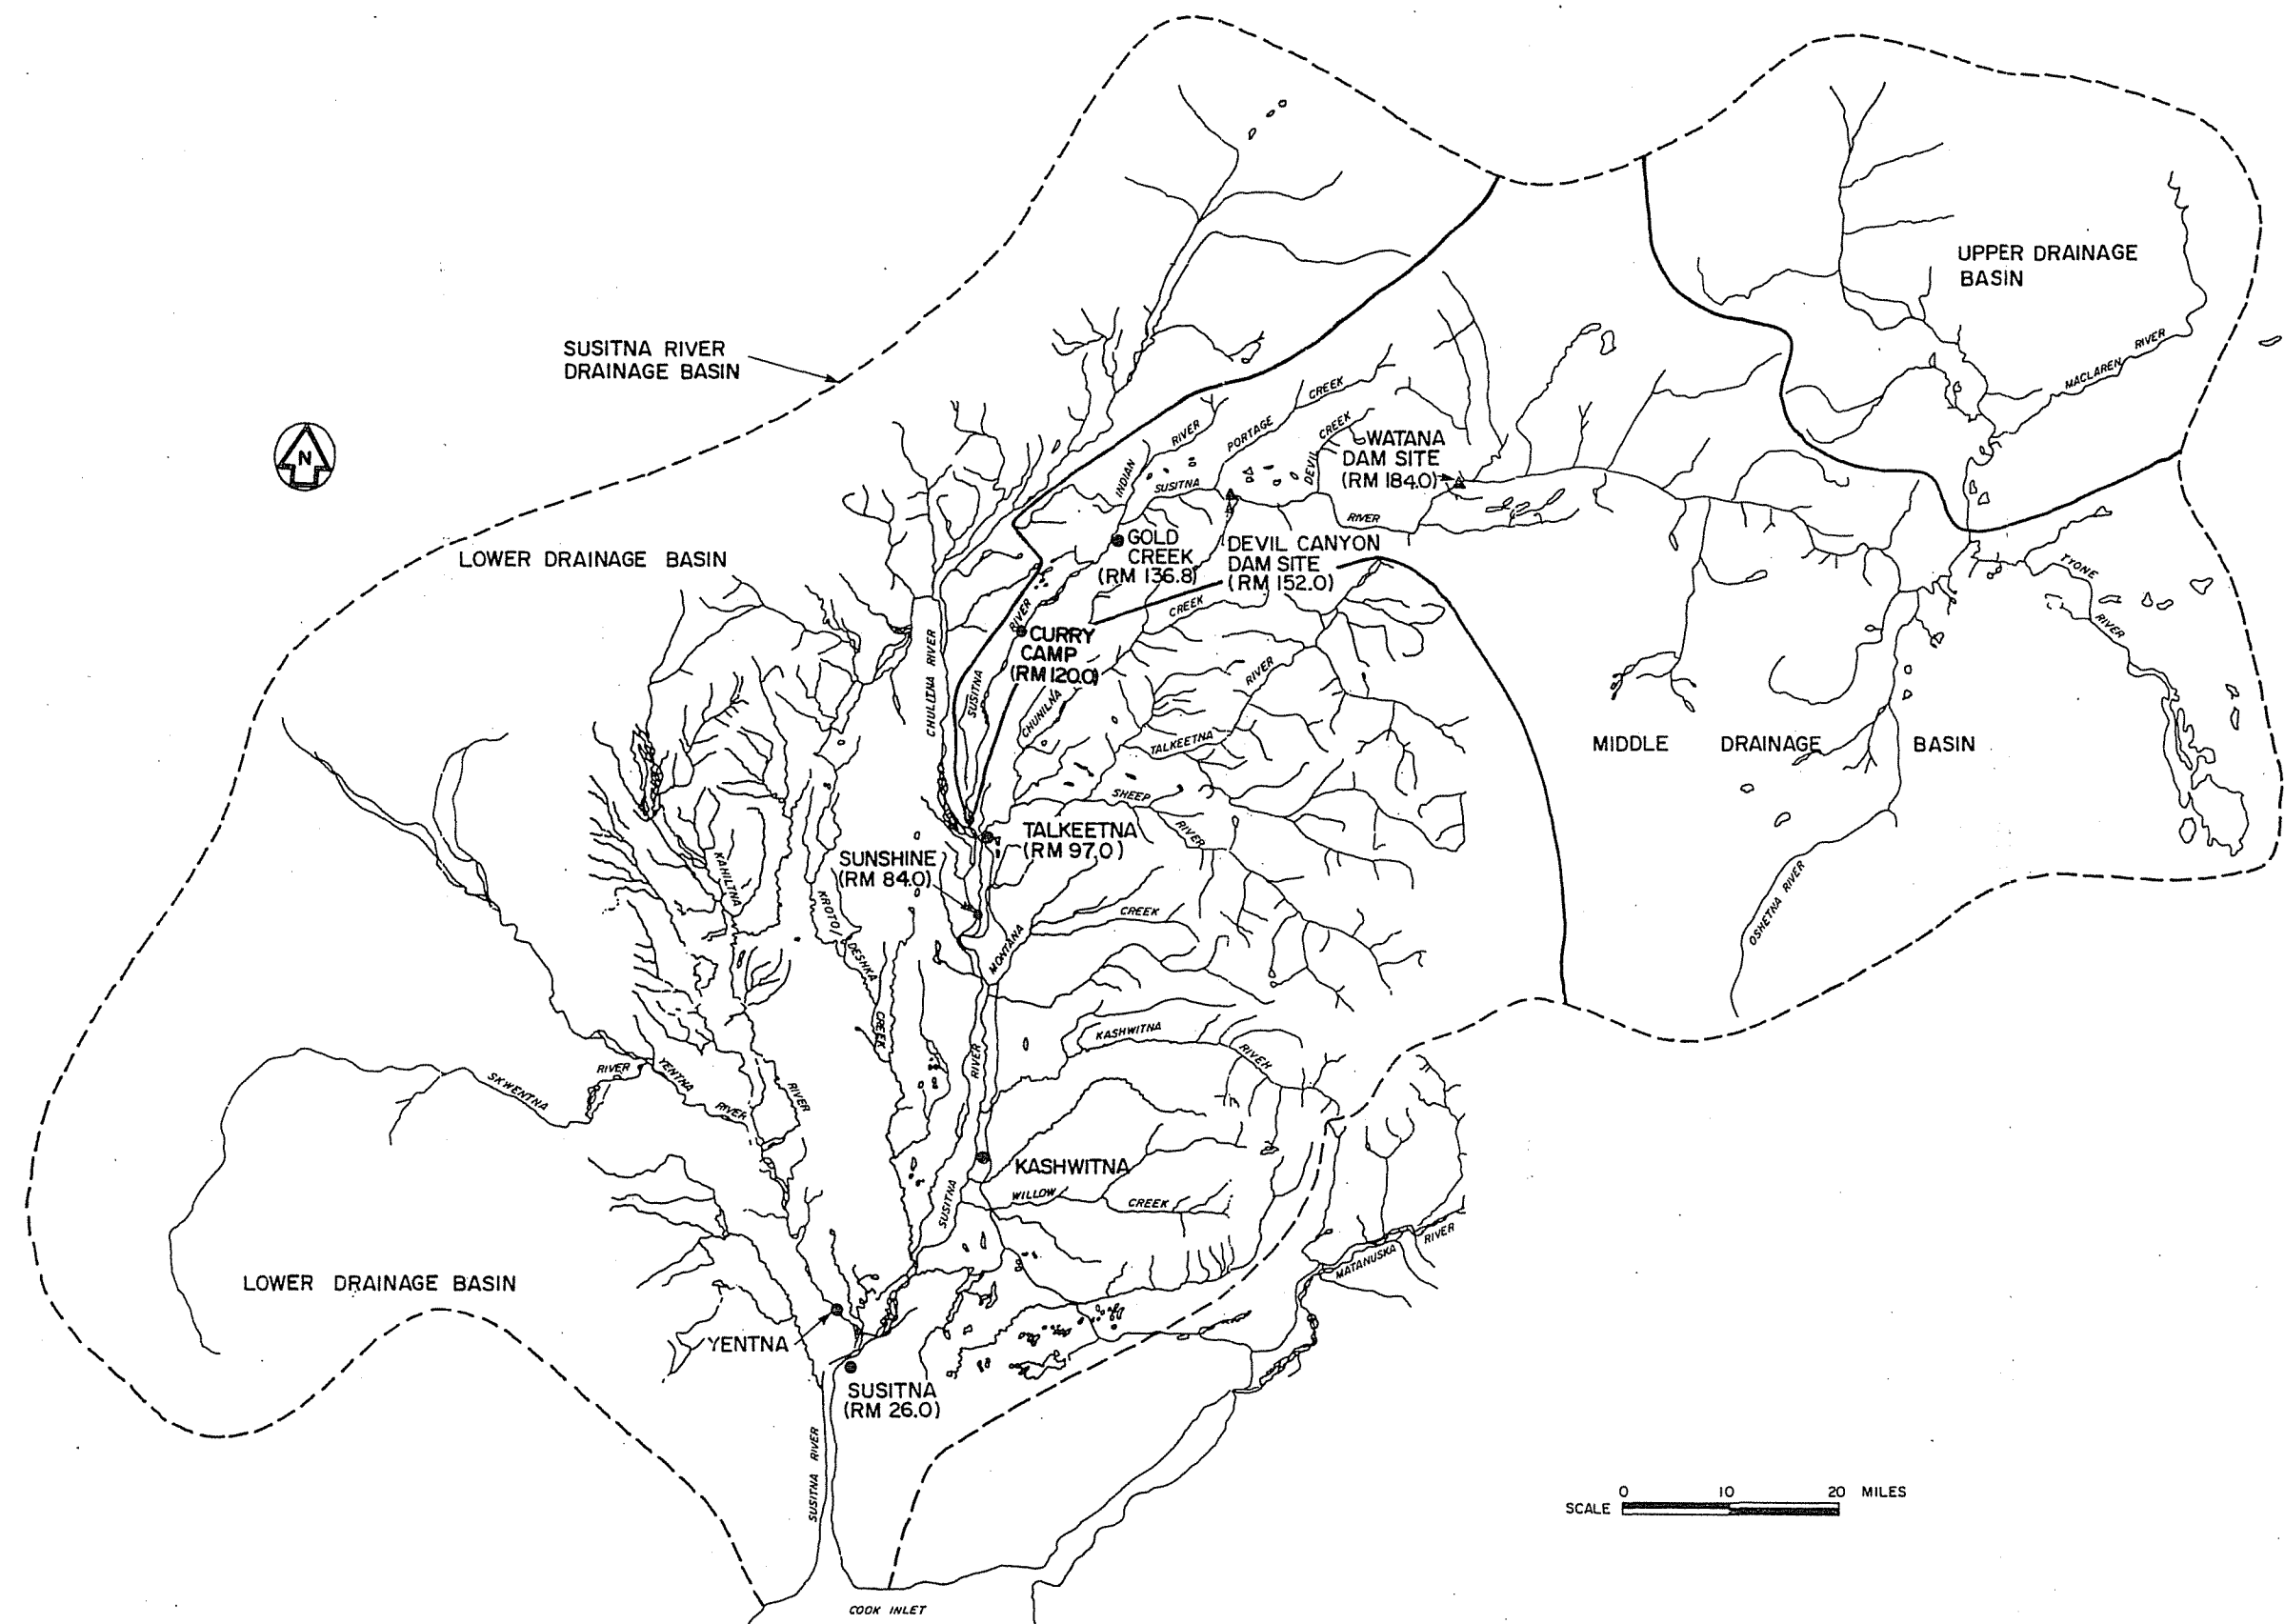 UPPER DRAINAGE
BASIN
MACLAREN RIVER
SUSITNA RIVER
DRAINAGE BASIN
N
CREEK
PORTAGE
RIVER
INDIAN
CREEK
DEVIL
WATANA
DAM SITE
(RM 184.0)
SUSITNA
RIVER
GOLD
CREEK
(RM 136.8)
DEVIL CANYON
DAM SITE
(RM 152.0)
LOWER DRAINAGE BASIN
TYONE
RIVER
CREEK
RIVER
CURRY
CAMP
(RM 120.0)
CHULITNA RIVER
SUSITNA
CHUNILNA
RIVER
TALKEETNA
MIDDLE DRAINAGE BASIN
SHEEP
RIVER
TALKEETNA
(RM 97.0)
SUNSHINE
(RM 84.0)
KAHILTNA
KROTO/
DESHKA
CREEK
CREEK
MONTANA
OSHETNA RIVER
KASHWITNA
RIVER
RIVER
SKWENTNA
RIVER
YENTNA
RIVER
RIVER
KASHWITNA
WILLOW
CREEK
SUSITNA
MATANUSKA
RIVER
LOWER DRAINAGE BASIN
YENTNA
SUSITNA
(RM 26.0)
SUSITNA RIVER
SCALE
0 10 20 MILES
COOK INLET